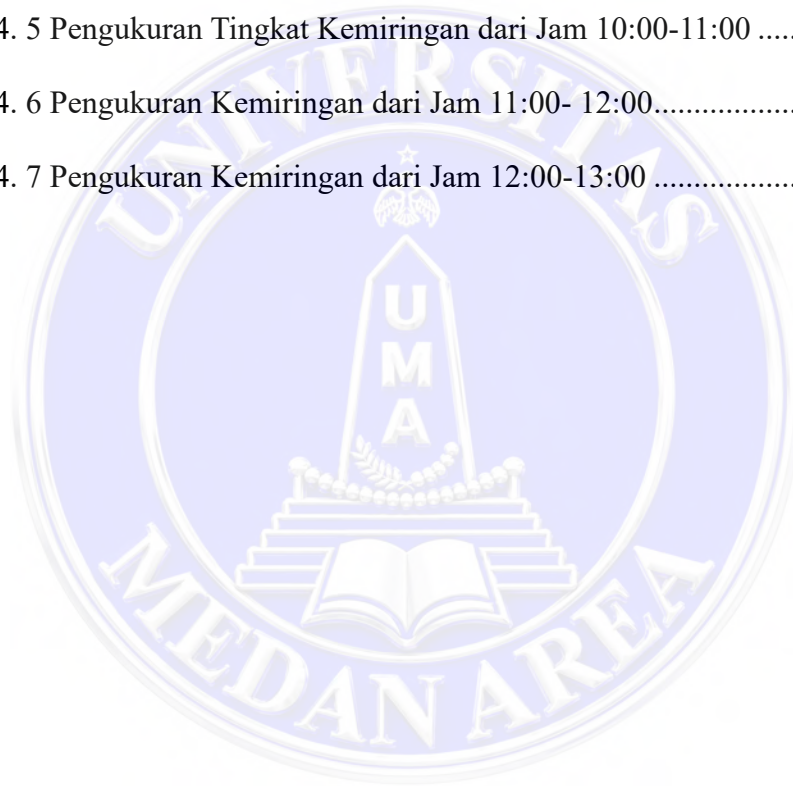 4. 5 Pengukuran Tingkat Kemiringan dari Jam 10:00-11:00 .....
4. 6 Pengukuran Kemiringan dari Jam 11:00- 12:00..................
4. 7 Pengukuran Kemiringan dari Jam 12:00-13:00 .................
UNIVERSITAS
UMA
MEDAN AREA